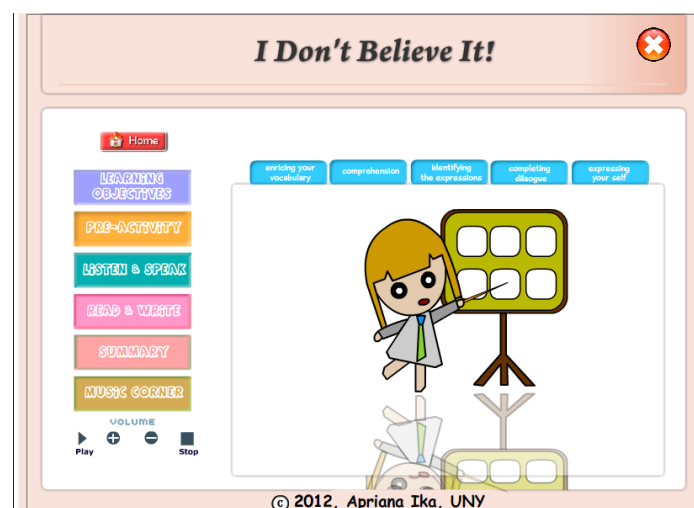 I Don't Believe It!
Home
LEARNING
OBJECTIVES
PRE-ACTIVITY
LISTEN & SPEAK
READ & WRITE
SUMMARY
MUSIC CORNER
VOLUME
Play
Stop
enricing your
vocabulary
comprehension
identifying
the expressions
completing
dilaogue
expressing
your self
© 2012, Apriana Ika, UNY